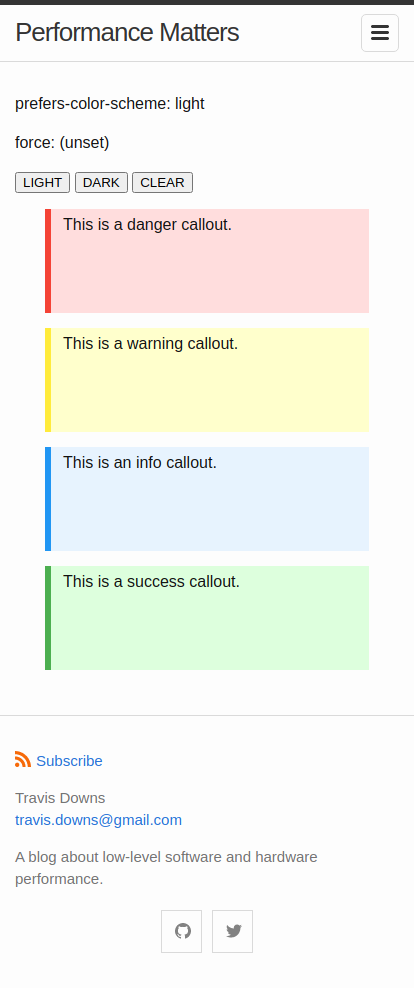 Performance Matters
prefers-color-scheme: light
force: (unset)
LIGHT DARK CLEAR
This is a danger callout.
This is a warning callout.
This is an info callout.
This is a success callout.
Subscribe
Travis Downs
travis.downs@gmail.com
A blog about low-level software and hardware
performance.